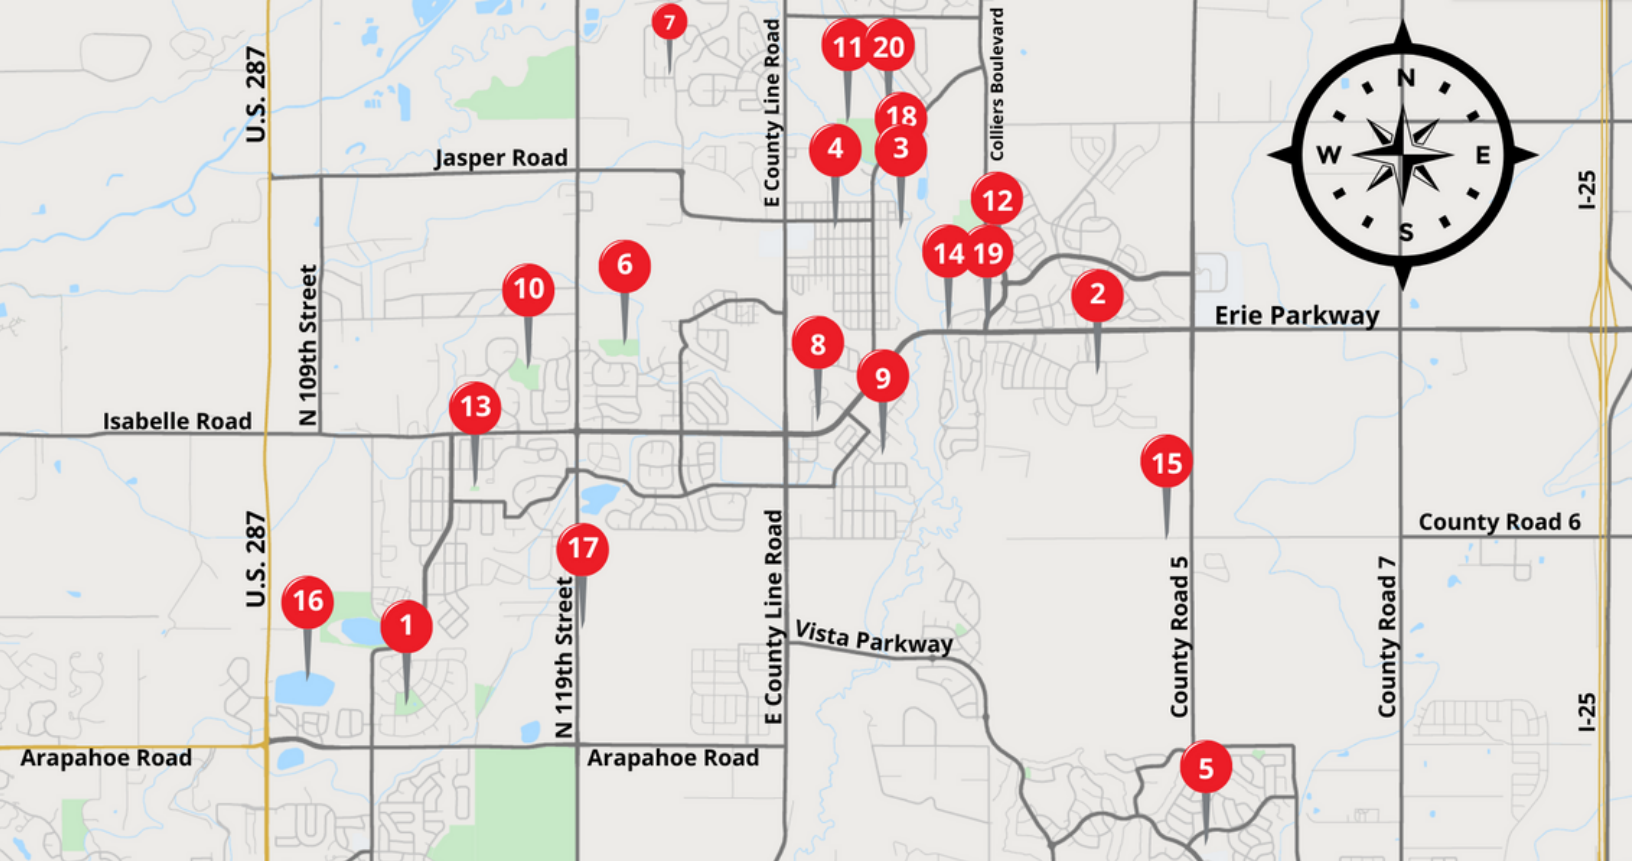 7
11
20
18
4
3
12
14
19
6
10
2
8
9
13
15
17
16
1
5
U.S. 287
Jasper Road
E County Line Road
Colliers Boulevard
N
W
E
S
I-25
N 109th Street
Erie Parkway
Isabelle Road
U.S. 287
County Road 6
N 119th Street
E County Line Road
Vista Parkway
County Road 5
County Road 7
I-25
Arapahoe Road
Arapahoe Road